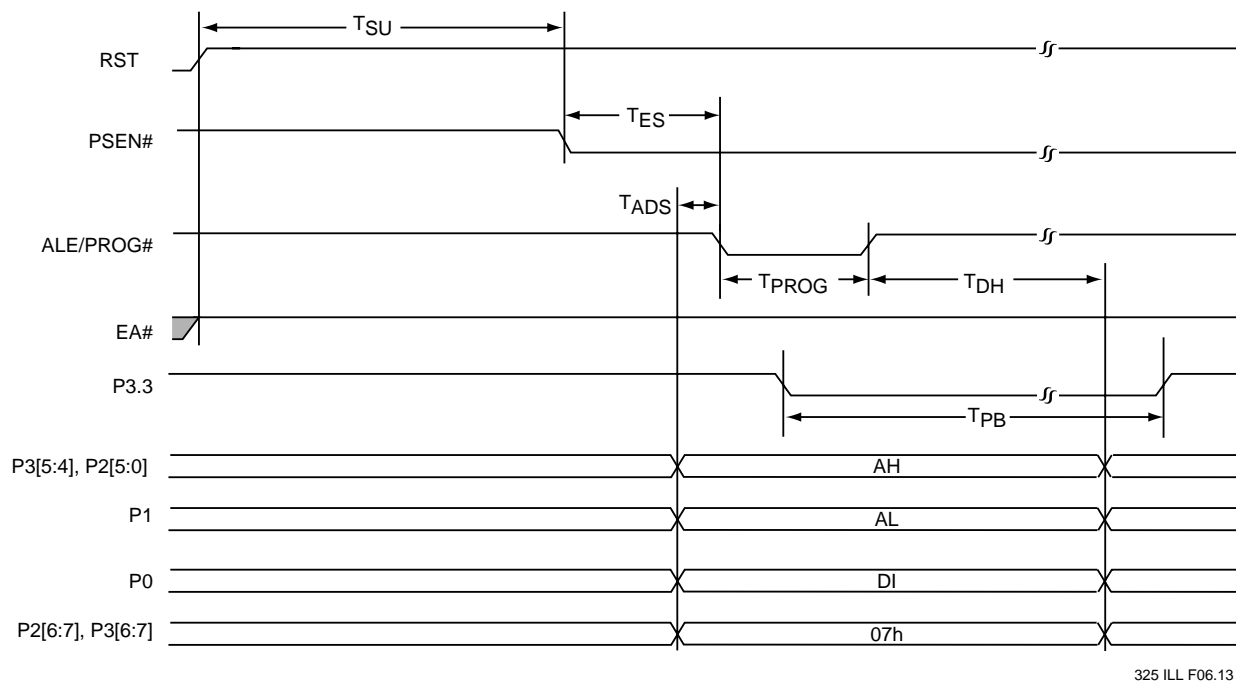 TSU
RST
TES
PSEN#
TADS
ALE/PROG#
TPROG
TDH
EA#
P3.3
TPB
P3[5:4], P2[5:0]
AH
P1
AL
P0
DI
P2[6:7], P3[6:7]
07h
325 ILL F06.13